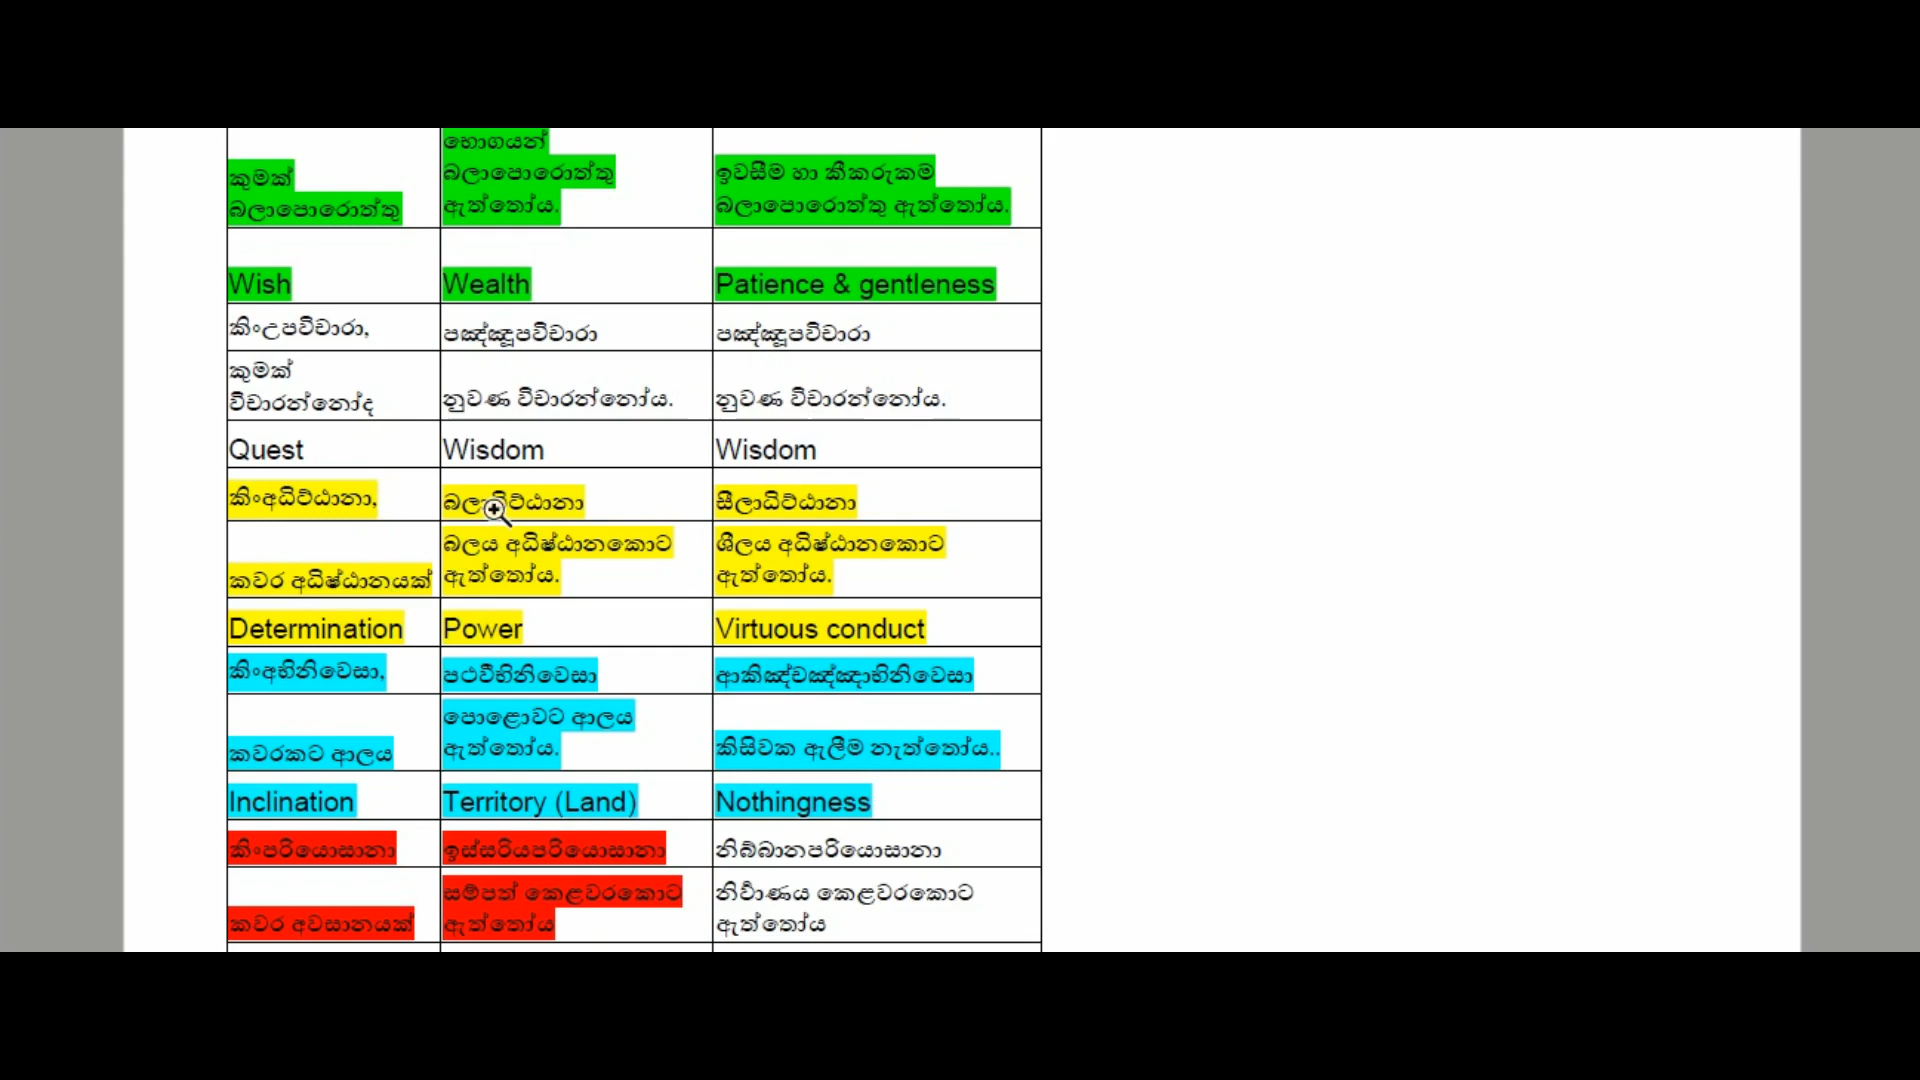 කුමක්
බලාපොරොත්තු
භොගයන්
බලාපොරොත්තු
ඇත්තෝය.
ඉවසීම හා කීකරුකම
බලාපොරොත්තු ඇත්තෝය.
Wish
Wealth
Patience & gentleness
කිංඋපවිචාරා,
පඤ්ඤූපවිචාරා
පඤ්ඤූපවිචාරා
කුමක්
විචාරන්නෝද
නුවණ විචාරන්නෝය.
නුවණ විචාරන්නෝය.
Quest
Wisdom
Wisdom
කිංඅධිට්ඨානා,
සීලාධිට්ඨානා
කවර අධිෂ්ඨානයක්
බලය අධිෂ්ඨානකොට
ඇත්තෝය.
ශීලය අධිෂ්ඨානකොට
ඇත්තෝය.
Determination
Power
Virtuous conduct
කිංඅභිනිවෙසා,
පඨවීභිනිවෙසා
ආකිඤ්චඤ්ඤාභිනිවෙසා
කවරකට ආලය
පොළොවට ආලය
ඇත්තෝය.
කිසිවක ඇලීම නැත්තෝය..
Inclination
Territory (Land)
Nothingness
කිංපරියොසානා
ඉස්සරියපරියොසානා
නිබ්බානපරියොසානා
කවර අවසානයක්
සම්පත් කෙළවරකොට
ඇත්තෝය
නිර්වාණය කෙළවරකොට
ඇත්තෝය